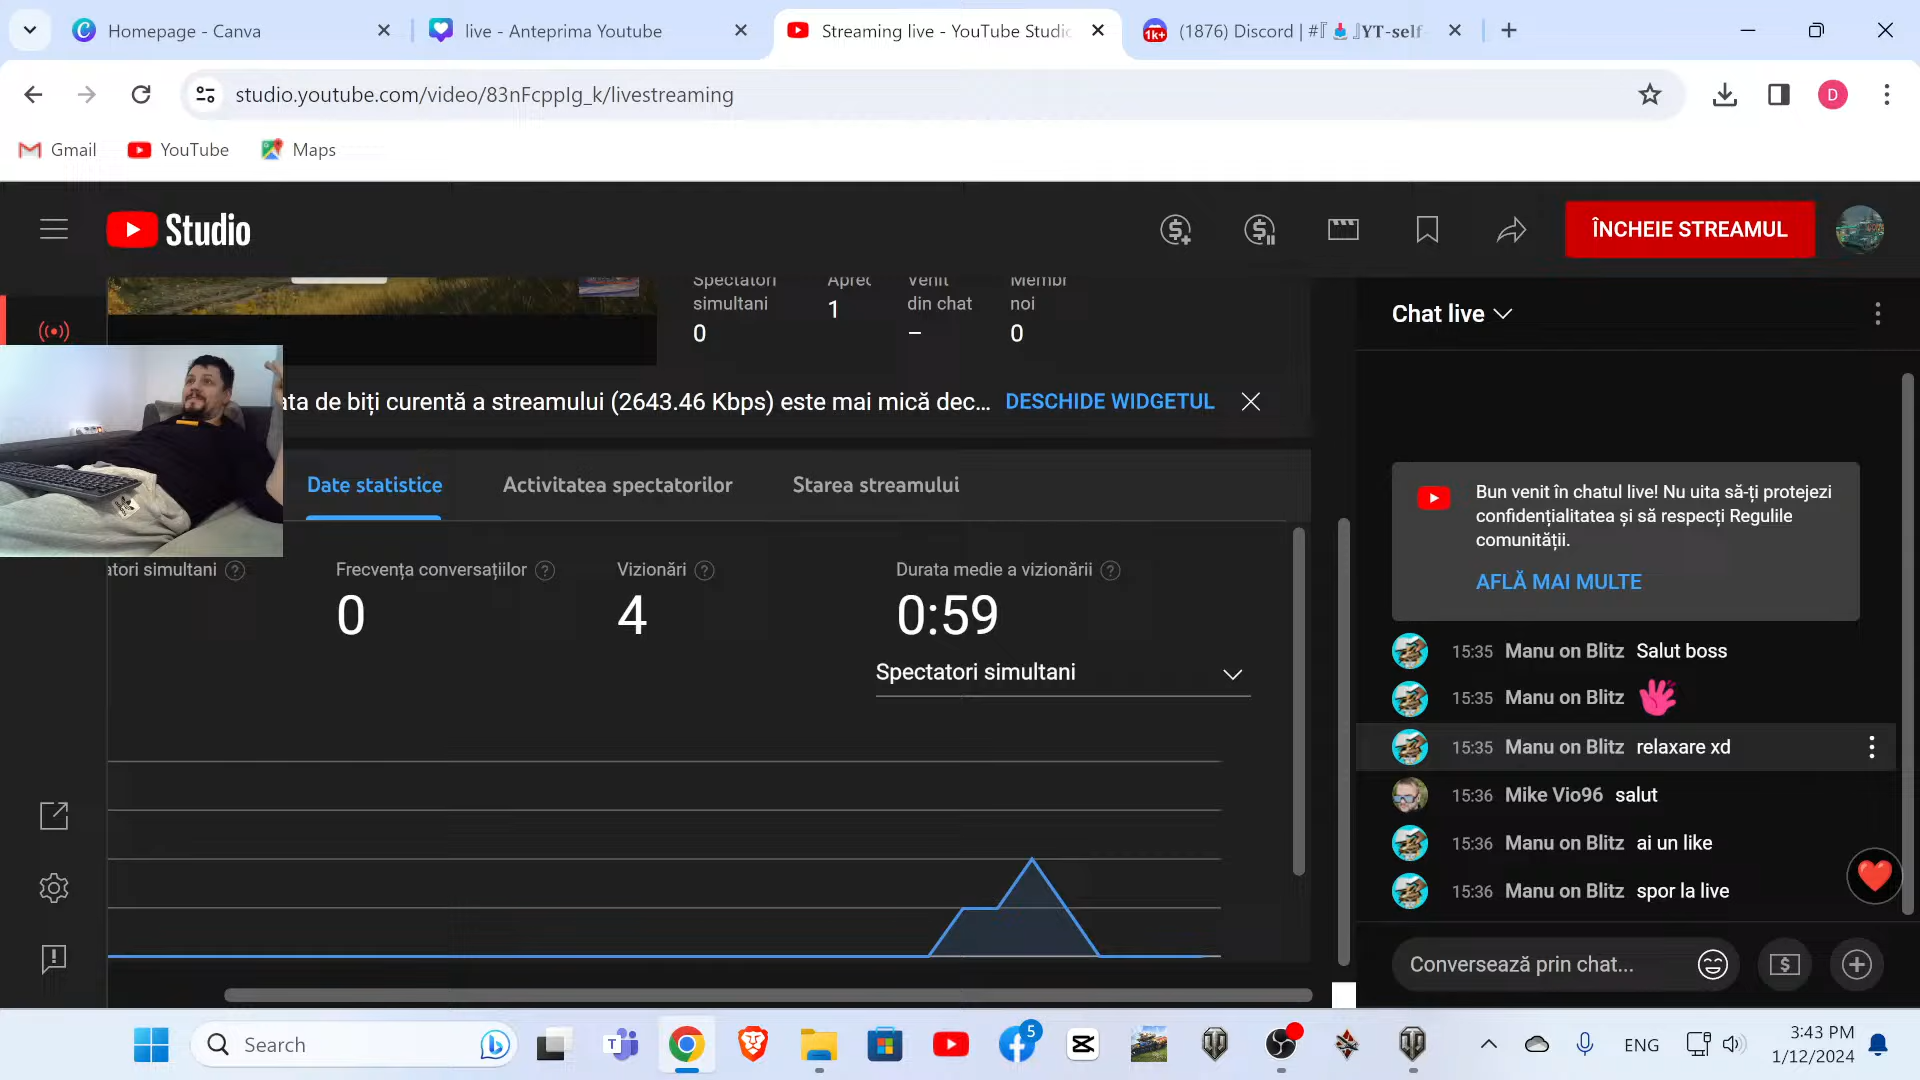 Homepage - Canva
live - Anteprima Youtube
Streaming live - YouTube Studio
(1876) Discord | #『📥』YT-self
studio.youtube.com/video/83nFcppIg_k/livestreaming
D
Gmail
YouTube
Maps
Studio
ÎNCHEIE STREAMUL
Spectatori simultani
0
Aprec
1
Venit din chat
–
Membri noi
0
Chat live
ata de biți curentă a streamului (2643.46 Kbps) este mai mică dec...
DESCHIDE WIDGETUL
Date statistice
Activitatea spectatorilor
Starea streamului
atori simultani
Frecvența conversațiilor
0
Vizionări
4
Durata medie a vizionării
0:59
Spectatori simultani
Bun venit în chatul live! Nu uita să-ți protejezi
confidențialitatea și să respecți Regulile
comunității.
AFLĂ MAI MULTE
15:35 Manu on Blitz Salut boss
15:35 Manu on Blitz
15:35 Manu on Blitz relaxare xd
15:36 Mike Vio96 salut
15:36 Manu on Blitz ai un like
15:36 Manu on Blitz spor la live
Conversează prin chat...
Search
5
ENG
3:43 PM
1/12/2024